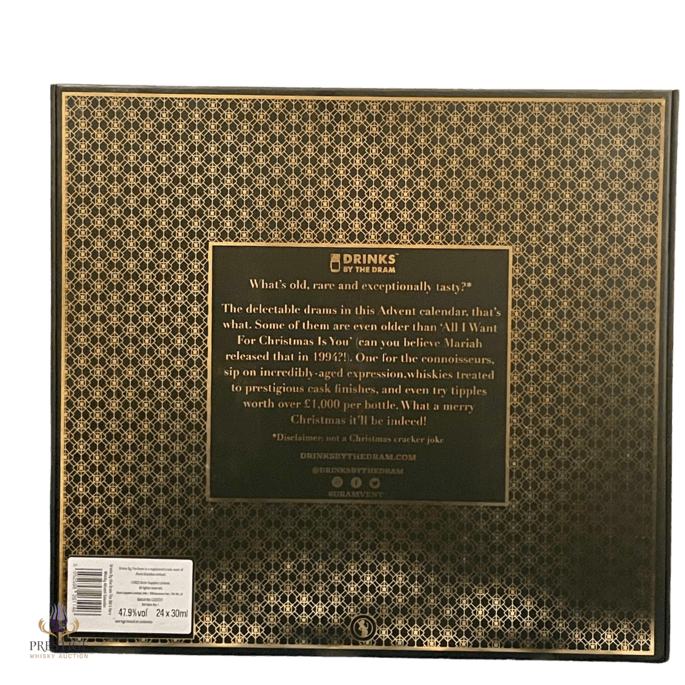 DRINKS
BY THE DRAM
What's old, rare and exceptionally tasty?*
The delectable drams in this Advent calendar, that's
what. Some of them are even older than 'All I Want
For Christmas Is You' (can you believe Mariah
released that in 1994?!). One for the connoisseurs,
sip on incredibly-aged expression,whiskies treated
to prestigious cask finishes, and even try tipples
worth over £1,000 per bottle. What a merry
Christmas it'll be indeed!
*Disclaimer: not a Christmas cracker joke
DRINKSBYTHEDRAM.COM
@DRINKSBYTHEDRAM
#DRAMVENT
47.9%vol 24 x 30ml
WHISKY AUCTION